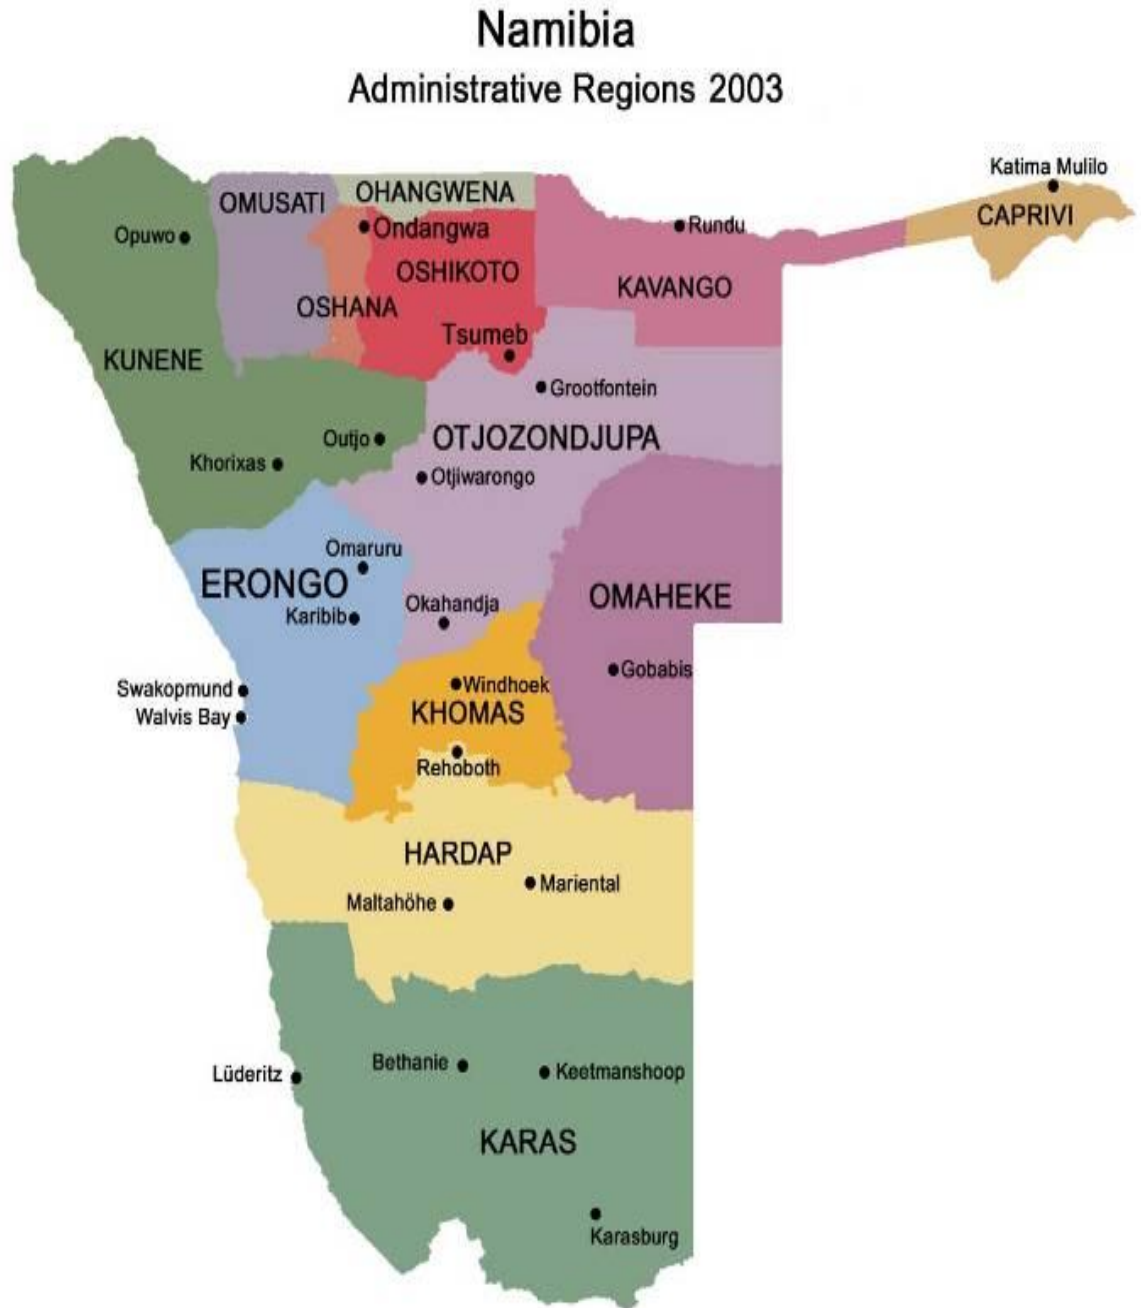 Namibia
Administrative Regions 2003
Katima Mulilo
OMUSATI
OHANGWENA
CAPRIVI
Opuwo
Ondangwa
Rundu
OSHIKOTO
KAVANGO
OSHANA
Tsumeb
KUNENE
Grootfontein
Outjo
OTJOZONDJUPA
Khorixas
Otjiwarongo
Omaruru
ERONGO
OMAHEKE
Karibib
Okahandja
Gobabis
Swakopmund
Windhoek
Walvis Bay
KHOMAS
Rehoboth
HARDAP
Mariental
Maltahöhe
Bethanie
Lüderitz
Keetmanshoop
KARAS
Karasburg